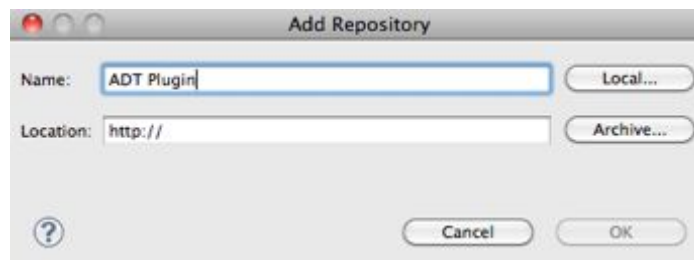 Add Repository
Name: ADT Plugin Local...
Location: http:// Archive...
? Cancel OK